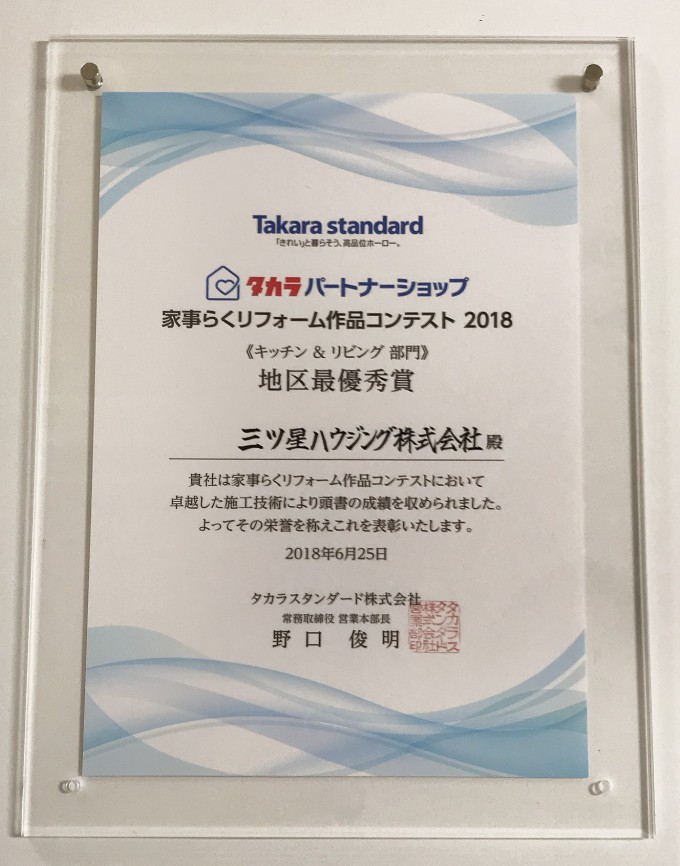 Takara standard
「きれい」と暮らそう。高品位ホーロー。
タカラパートナーショップ
家事らくリフォーム作品コンテスト 2018
《キッチン & リビング 部門》
地区最優秀賞
三ツ星ハウジング株式会社 殿
貴社は家事らくリフォーム作品コンテストにおいて
卓越した施工技術により頭書の成績を収められました。
よってその栄誉を称えこれを表彰いたします。
2018年6月25日
タカラスタンダード株式会社
常務取締役 営業本部長
野口 俊明